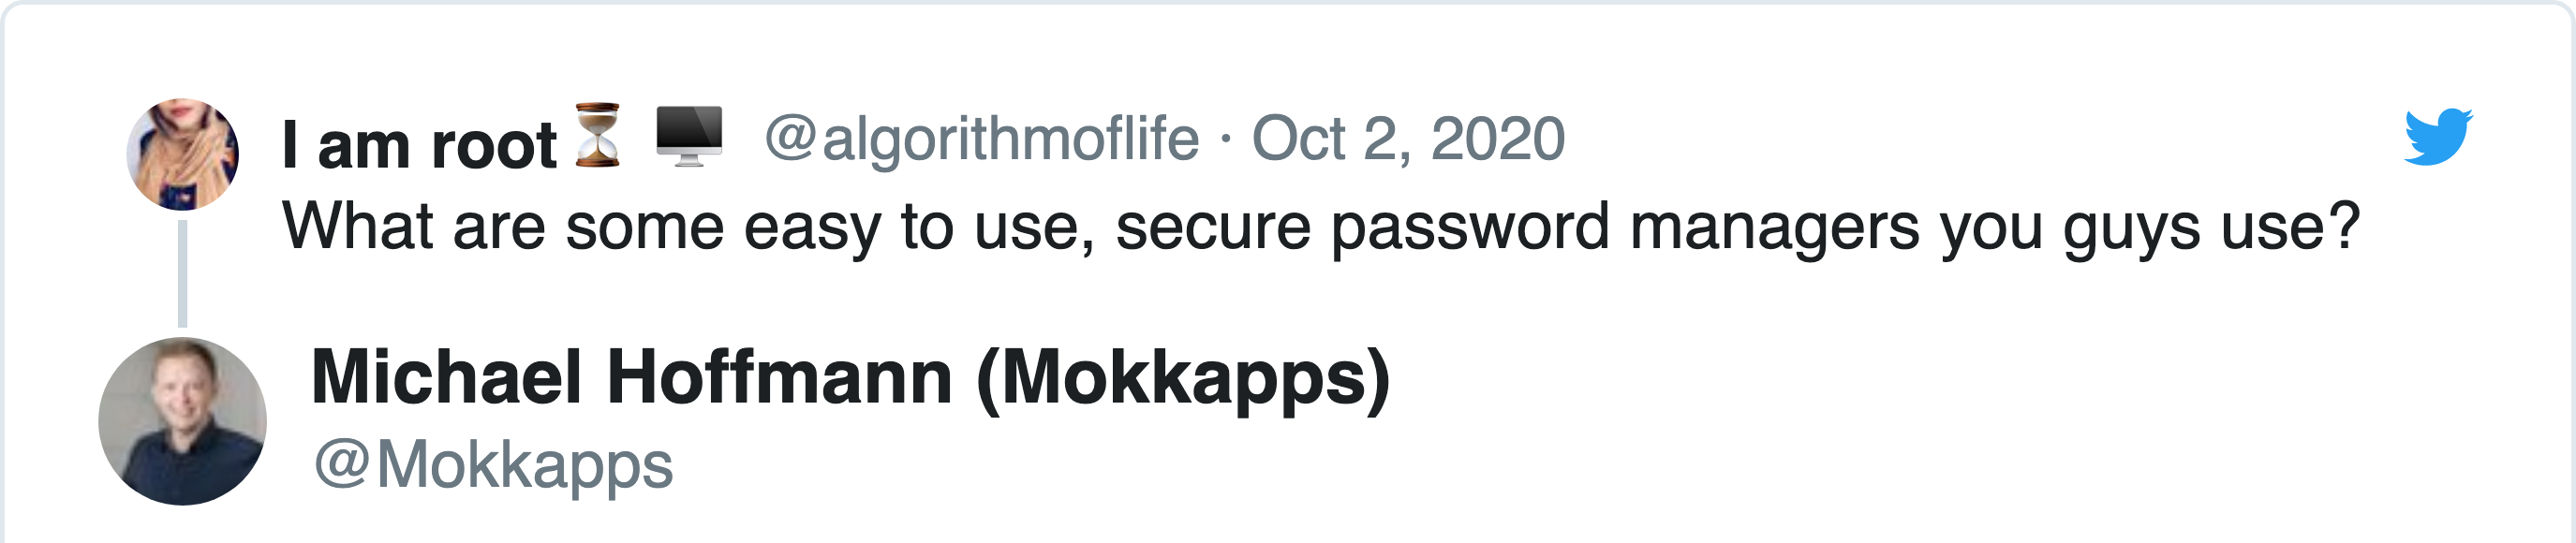 I am root⏳ 🖥️ @algorithmoflife · Oct 2, 2020
What are some easy to use, secure password managers you guys use?
Michael Hoffmann (Mokkapps)
@Mokkapps